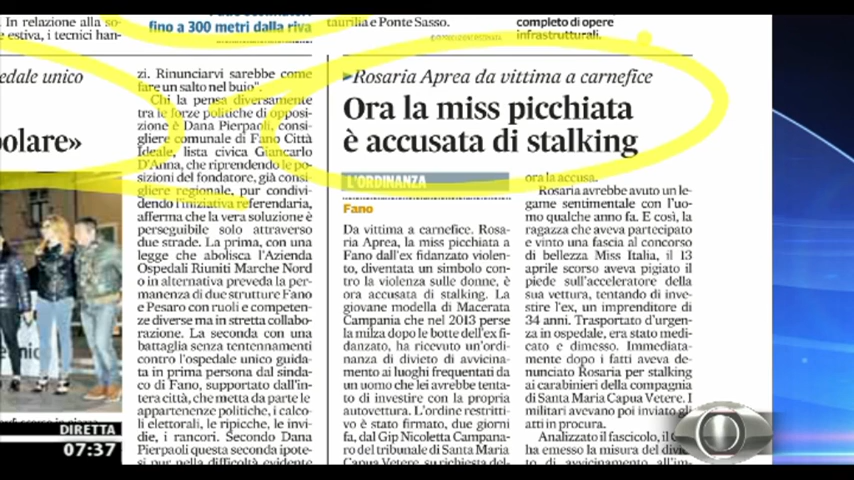 In relazione alla so-
e estiva, i tecnici han-
fino a 300 metri dalla riva
taurilia e Ponte Sasso.
completo di opere
infrastrutturali.
edale unico
olare»
zi. Rinunciarvi sarebbe come
fare un salto nel buio".
Chi la pensa diversamente
tra le forze politiche di opposi-
zione è Dana Pierpaoli, consi-
gliere comunale di Fano Città
Ideale, lista civica Giancarlo
D'Anna, che riprendendo le po-
sizioni del fondatore, già consi-
gliere regionale, pur condivi-
dendo l'iniziativa referendaria,
afferma che la vera soluzione è
perseguibile solo attraverso
due strade. La prima, con una
legge che abolisca l'Azienda
Ospedali Riuniti Marche Nord
o in alternativa preveda la per-
manenza di due strutture Fano
e Pesaro con ruoli e competen-
ze diverse ma in stretta collabo-
razione. La seconda con una
battaglia senza tentennamenti
contro l'ospedale unico guida-
ta in prima persona dal sinda-
co di Fano, supportato dall'in-
tera città, che metta da parte le
appartenenze politiche, i calco-
li elettorali, le ripicche, le invi-
die, i rancori. Secondo Dana
Pierpaoli questa seconda ipote-
si pur nella difficoltà evidente
Rosaria Aprea da vittima a carnefice
Ora la miss picchiata
è accusata di stalking
L'ORDINANZA
Fano
Da vittima a carnefice. Rosa-
ria Aprea, la miss picchiata a
Fano dall'ex fidanzato violen-
to, diventata un simbolo con-
tro la violenza sulle donne, è
ora accusata di stalking. La
giovane modella di Macerata
Campania che nel 2013 perse
la milza dopo le botte dell'ex fi-
danzato, ha ricevuto un'ordi-
nanza di divieto di avvicina-
mento ai luoghi frequentati da
un uomo che lei avrebbe tenta-
to di investire con la propria
autovettura. L'ordine restritti-
vo è stato firmato, due giorni
fa, dal Gip Nicoletta Campana-
ro del tribunale di Santa Maria
Capua Vetere, su richiesta del-
ora la accusa.
Rosaria avrebbe avuto un le-
game sentimentale con l'uo-
mo qualche anno fa. E così, la
ragazza che aveva partecipato
e vinto una fascia al concorso
di bellezza Miss Italia, il 13
aprile scorso aveva pigiato il
piede sull'acceleratore della
sua vettura, tentando di inve-
stire l'ex, un imprenditore di
34 anni. Trasportato d'urgen-
za in ospedale, era stato medi-
cato e dimesso. Immediata-
mente dopo i fatti aveva de-
nunciato Rosaria per stalking
ai carabinieri della compagnia
di Santa Maria Capua Vetere. I
militari avevano poi inviato gli
atti in procura.
Analizzato il fascicolo, il
ha emesso la misura del
di avvicinamento all'im-
DIRETTA
07:37